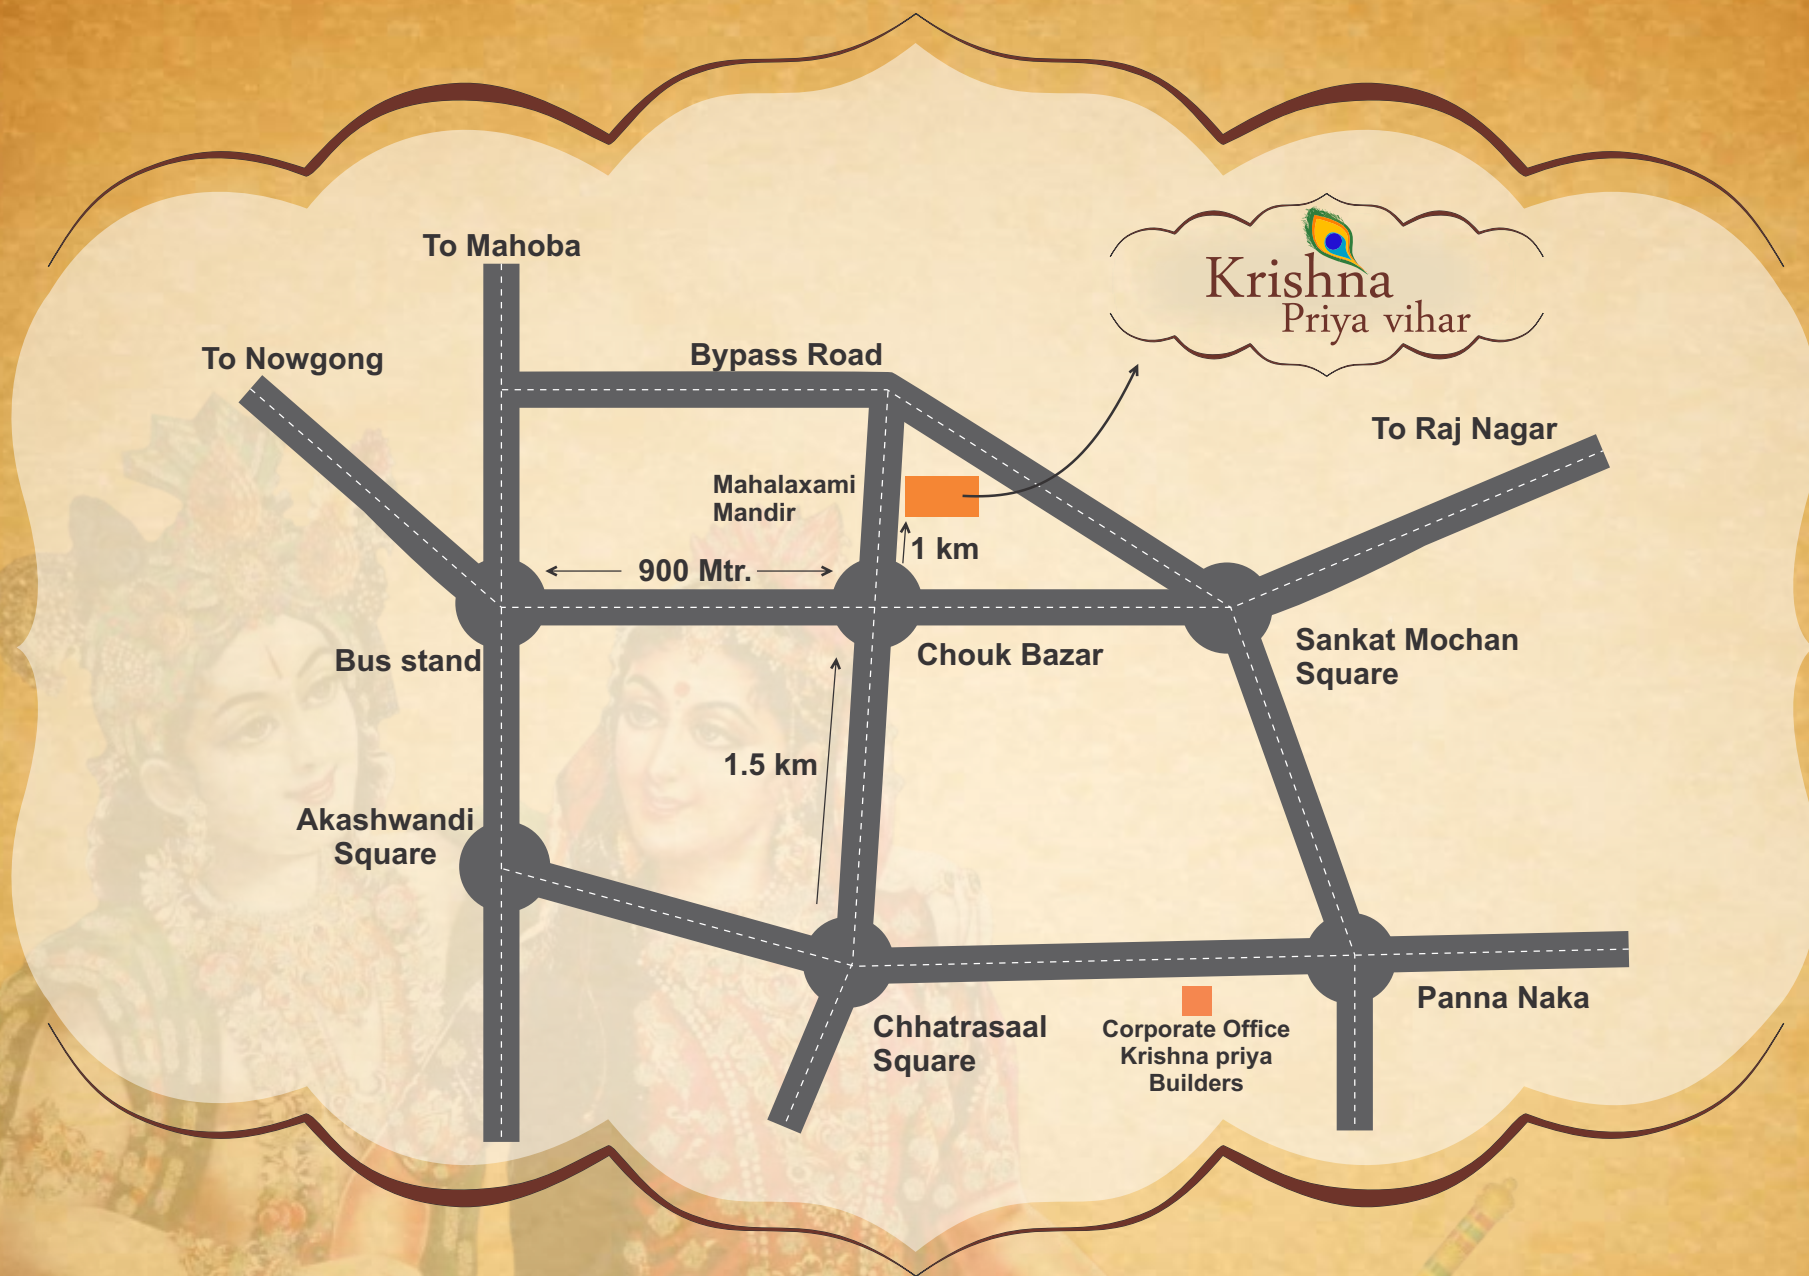 To Mahoba
Krishna
Priya vihar
To Nowgong
Bypass Road
To Raj Nagar
Mahalaxami
Mandir
1 km
900 Mtr.
Bus stand
Chouk Bazar
Sankat Mochan
Square
1.5 km
Akashwandi
Square
Chhatrasaal
Square
Corporate Office
Krishna priya
Builders
Panna Naka